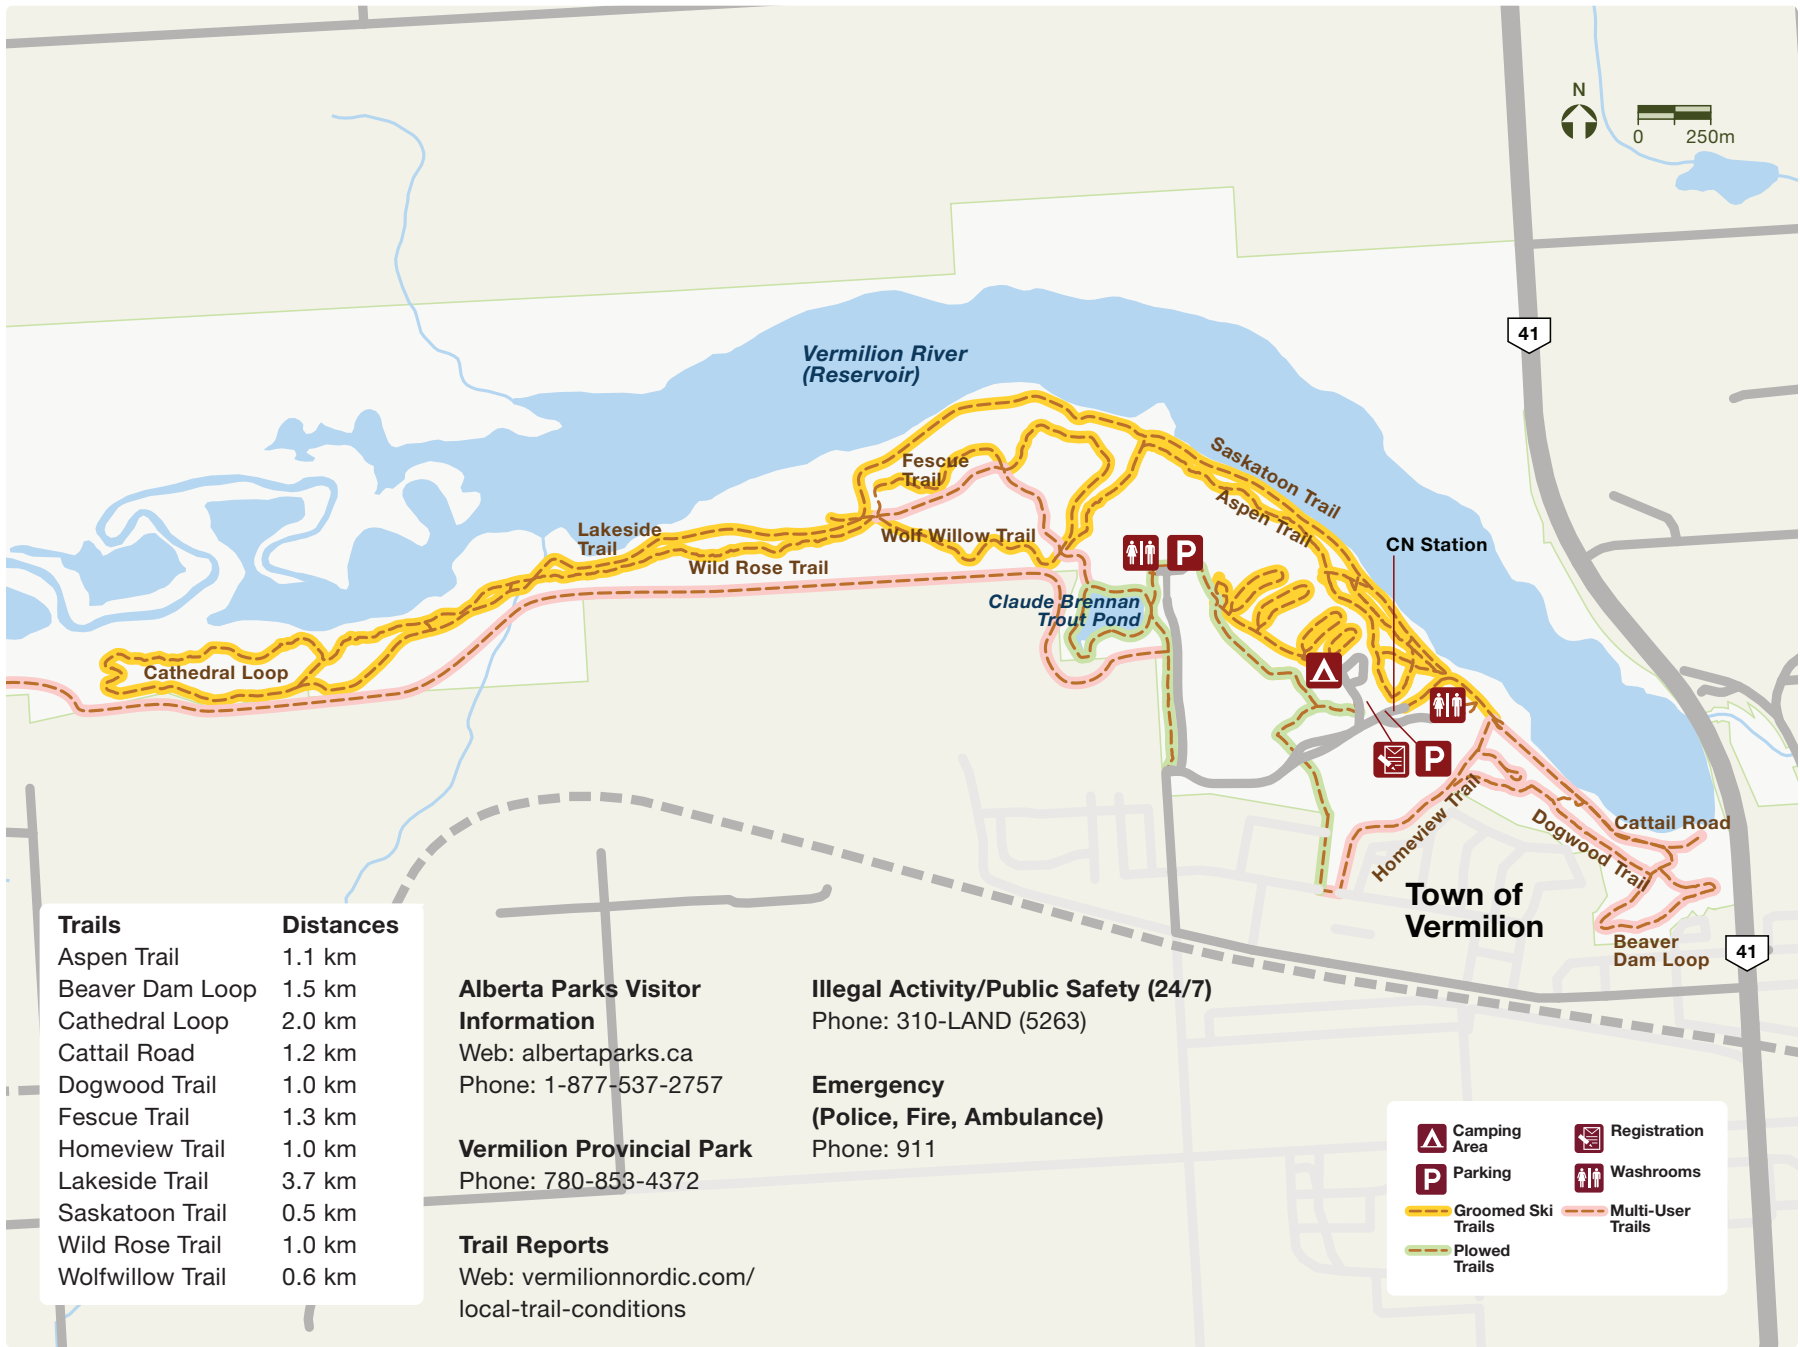 N
0 250m
41
Vermilion River
(Reservoir)
Saskatoon Trail
Fescue
Trail
Aspen Trail
Lakeside
Trail
Wolf Willow Trail
CN Station
Wild Rose Trail
P
Claude Brennan
Trout Pond
Cathedral Loop
P
Homeview Trail
Cattail Road
Dogwood Trail
Town of
Vermilion
Beaver
Dam Loop
41
Trails Distances
Aspen Trail 1.1 km
Beaver Dam Loop 1.5 km
Cathedral Loop 2.0 km
Cattail Road 1.2 km
Dogwood Trail 1.0 km
Fescue Trail 1.3 km
Homeview Trail 1.0 km
Lakeside Trail 3.7 km
Saskatoon Trail 0.5 km
Wild Rose Trail 1.0 km
Wolfwillow Trail 0.6 km
Alberta Parks Visitor
Information
Web: albertaparks.ca
Phone: 1-877-537-2757
Vermilion Provincial Park
Phone: 780-853-4372
Trail Reports
Web: vermilionnordic.com/
local-trail-conditions
Illegal Activity/Public Safety (24/7)
Phone: 310-LAND (5263)
Emergency
(Police, Fire, Ambulance)
Phone: 911
Camping
Area
Registration
P Parking
Washrooms
Groomed Ski
Trails
Multi-User
Trails
Plowed
Trails